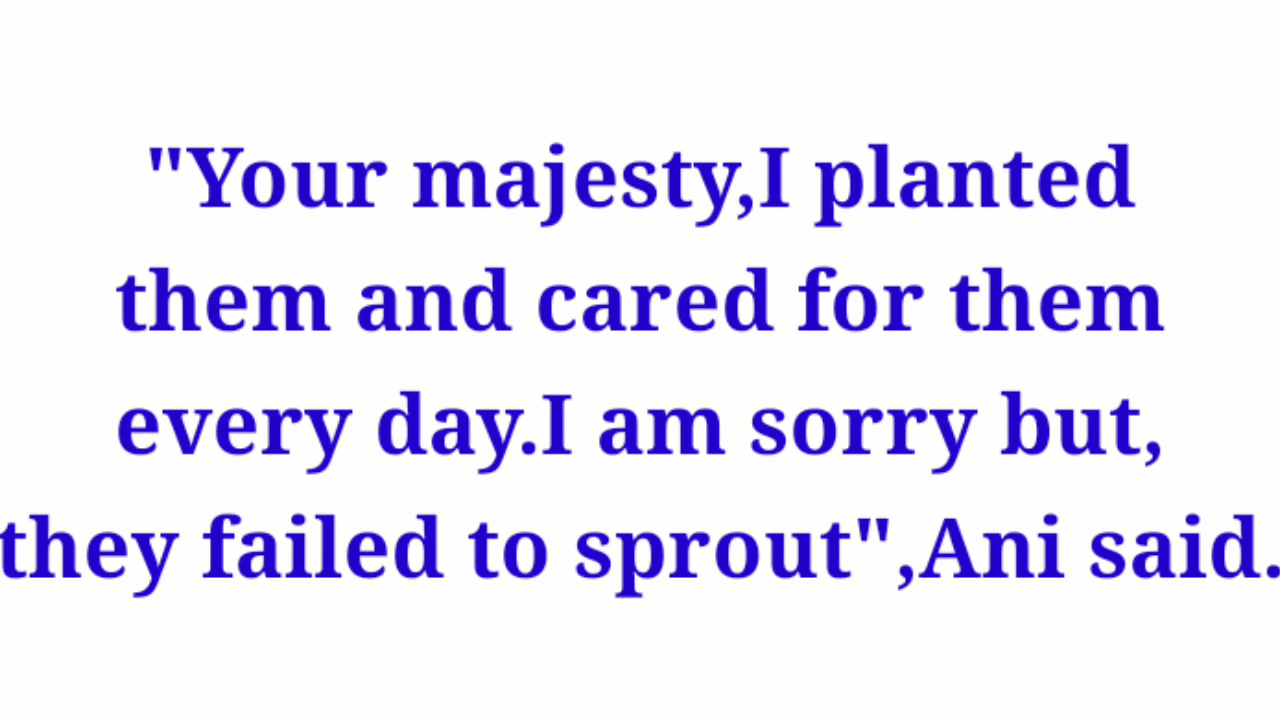 "Your majesty,I planted
them and cared for them
every day.I am sorry but,
they failed to sprout",Ani said.